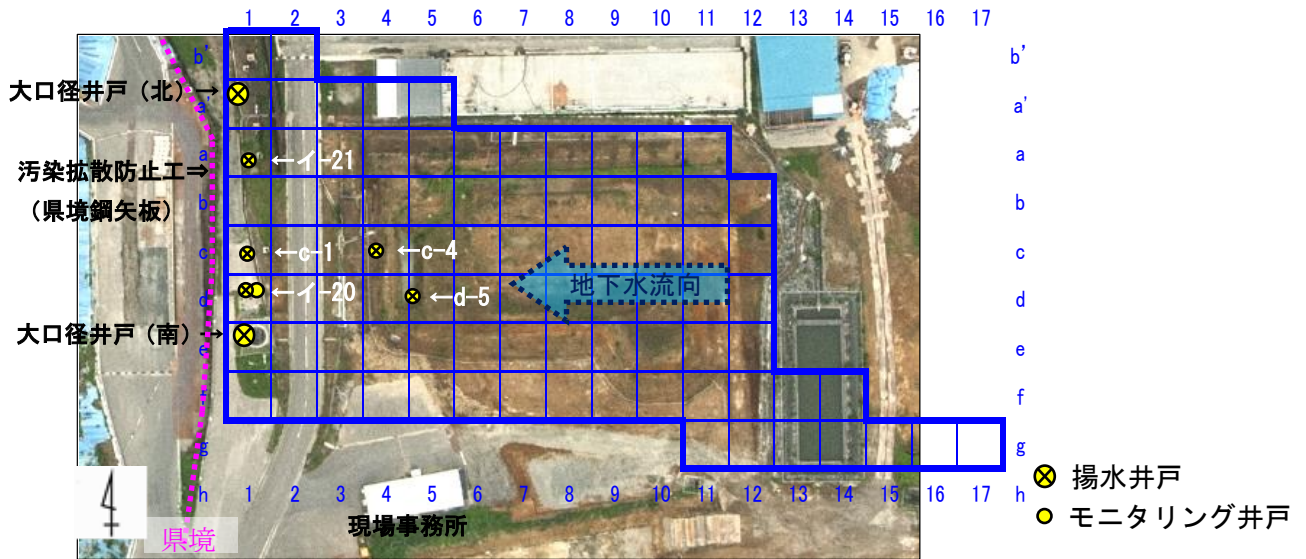 1 2 3 4 5 6 7 8 9 10 11 12 13 14 15 16 17
b' b'
大口径井戸（北）→
a' a'
←イ-21
a
汚染拡散防止工⇒
（県境鋼矢板）
b b
←c-1 ←c-4
c c
地下水流向
←イ-20 ←d-5
d d
大口径井戸（南）→
e e
f f
g g
h 1 2 3 4 5 6 7 8 9 10 11 12 13 14 15 16 17 h
4
県境
現場事務所
揚水井戸
モニタリング井戸